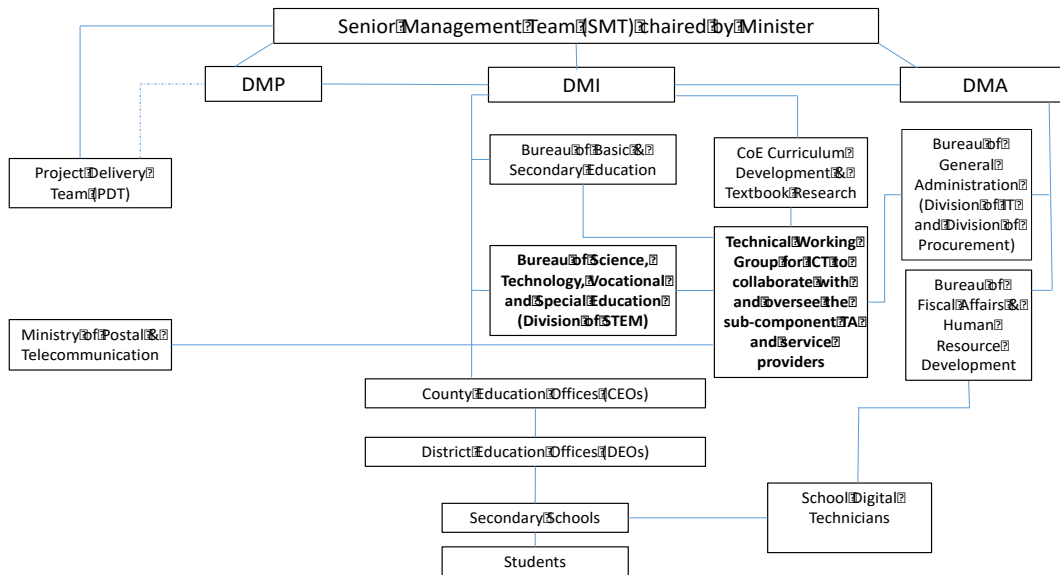 Senior Management Team (SMT) chaired by Minister
DMP
DMI
DMA
Project Delivery
Team (PDT)
Bureau of Basic &
Secondary Education
CoE Curriculum
Development &
Textbook Research
Bureau of
General
Administration
(Division of IT
and Division of
Procurement)
Bureau of Science,
Technology, Vocational
and Special Education
(Division of STEM)
Technical Working
Group for ICT to
collaborate with
and oversee the
sub-component TA
and service
providers
Bureau of
Fiscal Affairs &
Human
Resource
Development
Ministry of Postal &
Telecommunication
County Education Offices (CEOs)
District Education Offices (DEOs)
School Digital
Technicians
Secondary Schools
Students